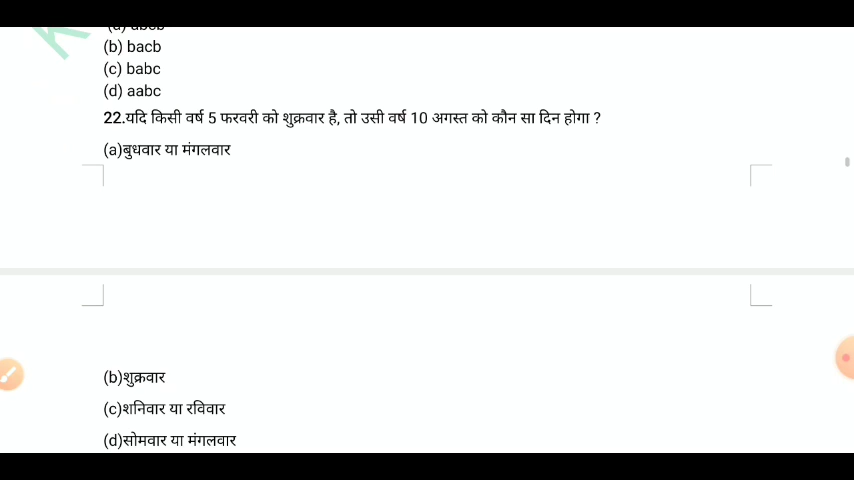 (b) bacb
(c) babc
(d) aabc
22.यदि किसी वर्ष 5 फरवरी को शुक्रवार है, तो उसी वर्ष 10 अगस्त को कौन सा दिन होगा ?
(a)बुधवार या मंगलवार
(b)शुक्रवार
(c)शनिवार या रविवार
(d)सोमवार या मंगलवार